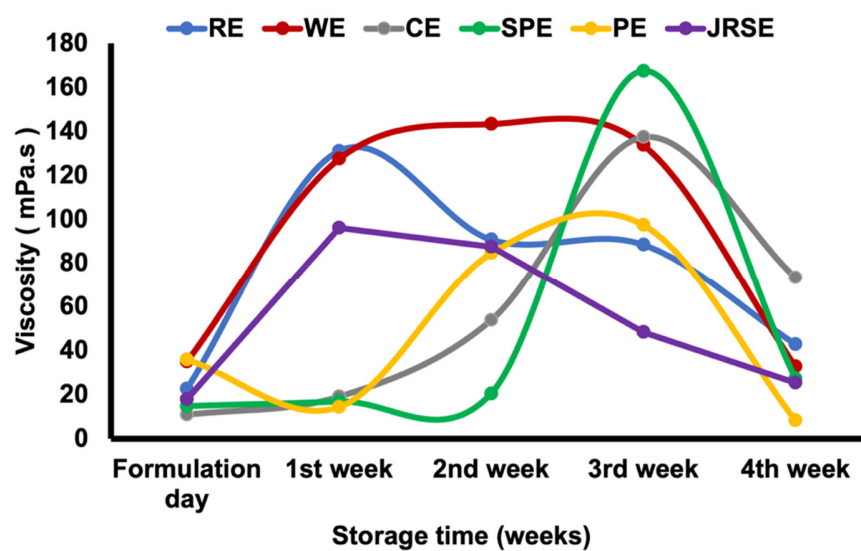 RE WE CE SPE PE JRSE
180
160
140
120
100
80
60
40
20
0
Viscosity ( mPa.s )
Formulation day 1st week 2nd week 3rd week 4th week
Storage time (weeks)